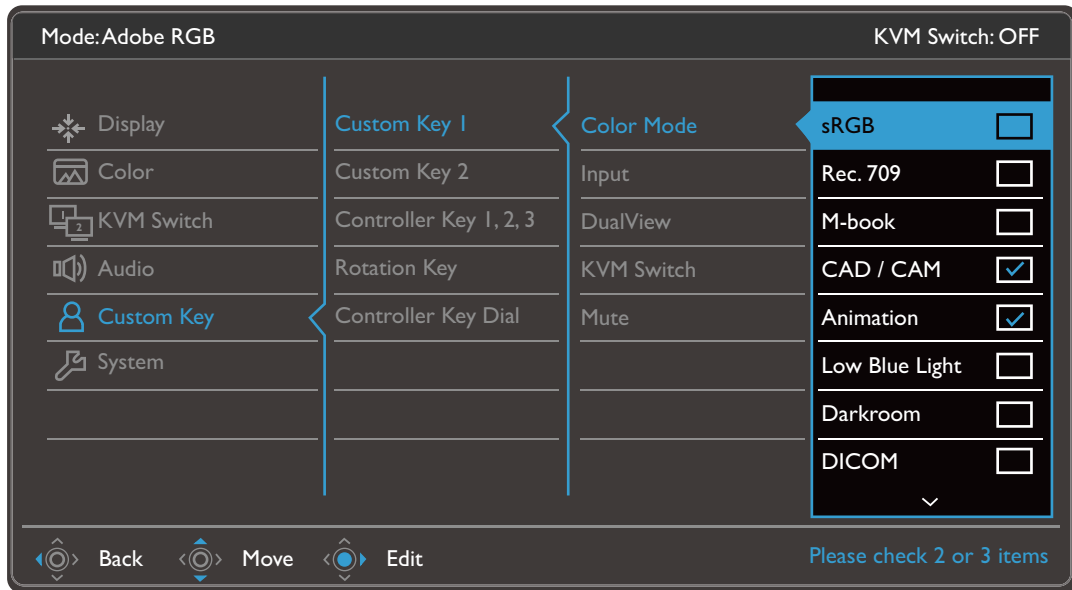 Mode: Adobe RGB
KVM Switch: OFF
Display
Color
1
2
KVM Switch
Audio
Custom Key
System
Custom Key 1
Custom Key 2
Controller Key 1, 2, 3
Rotation Key
Controller Key Dial
Color Mode
Input
DualView
KVM Switch
Mute
sRGB
Rec. 709
M-book
CAD / CAM
Animation
Low Blue Light
Darkroom
DICOM
Back
Move
Edit
Please check 2 or 3 items